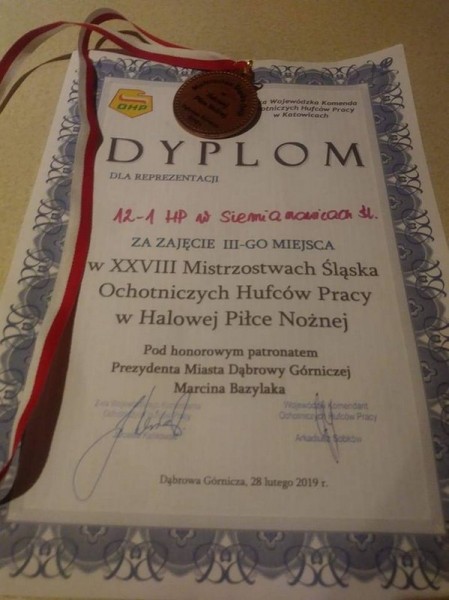 OHP
Wojewódzka Komenda
Ochotniczych Hufców Pracy
w Katowicach
DYPLOM
DLA REPREZENTACJI
12-1 HP w Siemianowicach Śl.
ZA ZAJĘCIE III-GO MIEJSCA
w XXVIII Mistrzostwach Śląska
Ochotniczych Hufców Pracy
w Halowej Piłce Nożnej
Pod honorowym patronatem
Prezydenta Miasta Dąbrowy Górniczej
Marcina Bazylaka
Wojewódzki Komendant
Ochotniczych Hufców Pracy
Dąbrowa Górnicza, 28 lutego 2019 r.